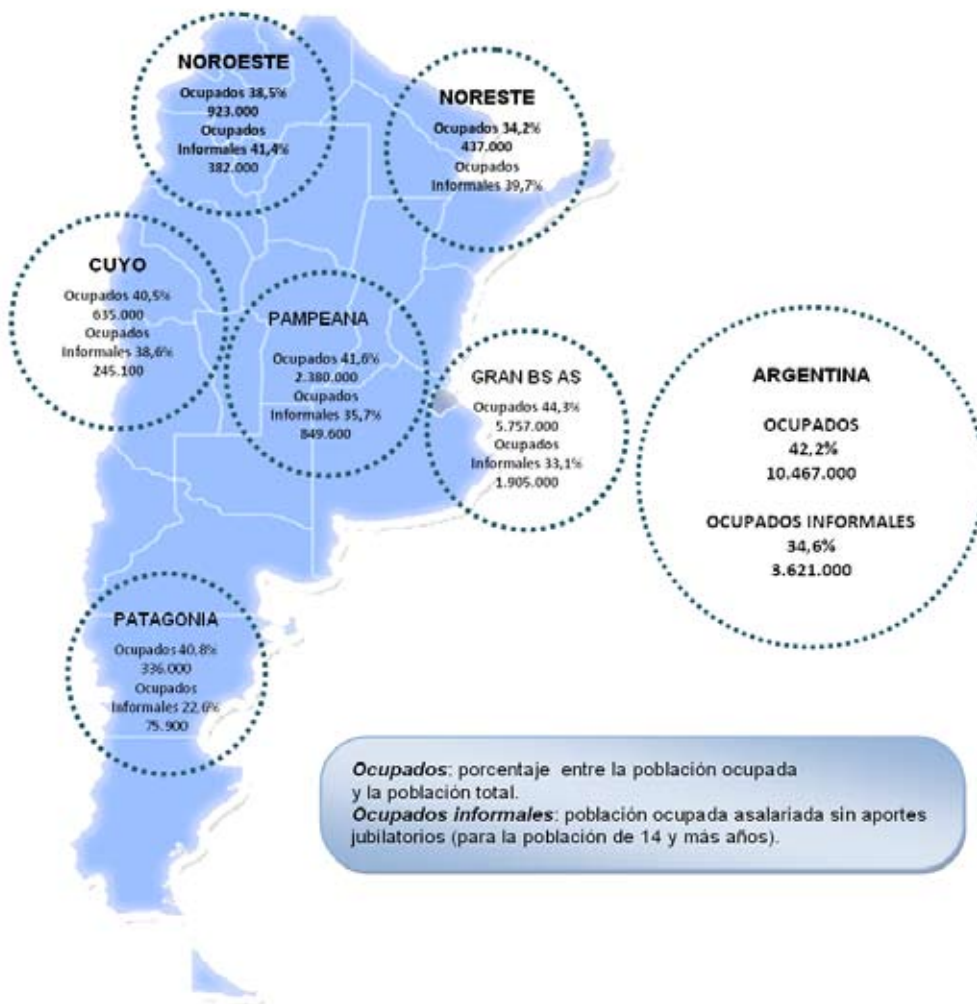 NOROESTE
Ocupados 38,5%
923.000
Ocupados
Informales 41,4%
382.000
NORESTE
Ocupados 34,2%
437.000
Ocupados
Informales 39,7%
CUYO
Ocupados 40,5%
635.000
Ocupados
Informales 38,6%
245.100
PAMPEANA
Ocupados 41,6%
2.380.000
Ocupados
Informales 35,7%
849.600
GRAN BS AS
Ocupados 44,3%
5.757.000
Ocupados
Informales 33,1%
1.905.000
ARGENTINA
OCUPADOS
42,2%
10.467.000
OCUPADOS INFORMALES
34,6%
3.621.000
PATAGONIA
Ocupados 40,8%
336.000
Ocupados
Informales 22,6%
75.900
Ocupados: porcentaje entre la población ocupada
y la población total.
Ocupados informales: población ocupada asalariada sin aportes
jubilatorios (para la población de 14 y más años).